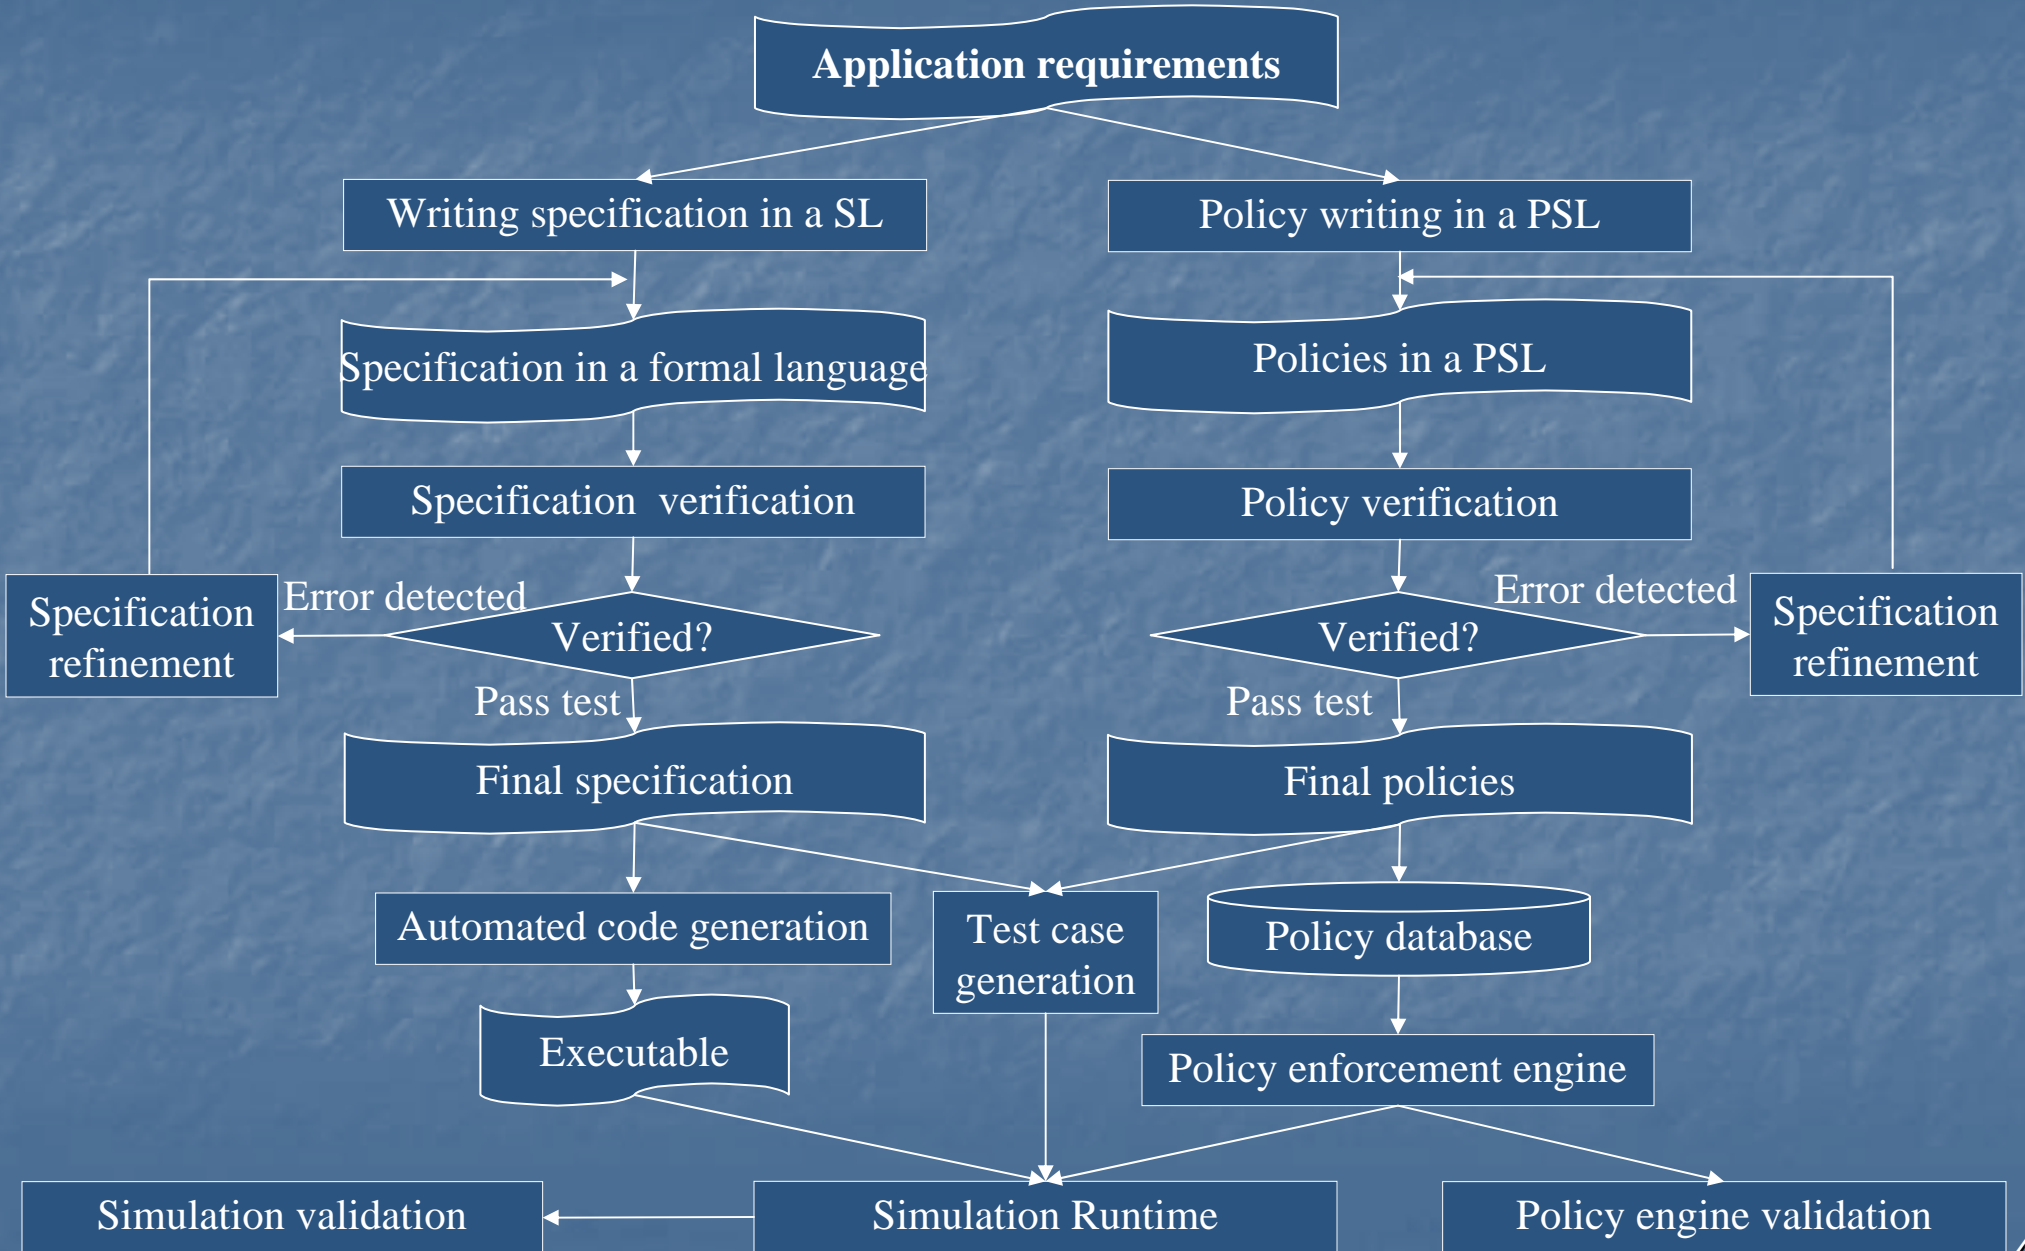 Application requirements
Writing specification in a SL
Policy writing in a PSL
Specification in a formal language
Policies in a PSL
Specification verification
Policy verification
Specification
refinement
Error detected
Verified?
Verified?
Error detected
Specification
refinement
Pass test
Pass test
Final specification
Final policies
Automated code generation
Test case
generation
Policy database
Executable
Policy enforcement engine
Simulation validation
Simulation Runtime
Policy engine validation